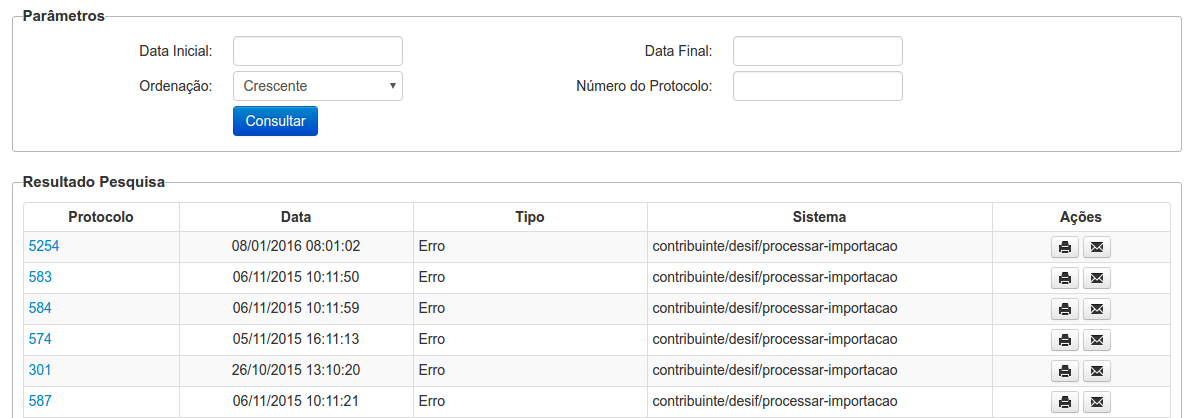 Parâmetros
Data Inicial: Data Final:
Ordenação: Crescente Número do Protocolo:
Consultar
Resultado Pesquisa
Protocolo Data Tipo Sistema Ações
5254 08/01/2016 08:01:02 Erro contribuinte/desif/processar-importacao
583 06/11/2015 10:11:50 Erro contribuinte/desif/processar-importacao
584 06/11/2015 10:11:59 Erro contribuinte/desif/processar-importacao
574 05/11/2015 16:11:13 Erro contribuinte/desif/processar-importacao
301 26/10/2015 13:10:20 Erro contribuinte/desif/processar-importacao
587 06/11/2015 10:11:21 Erro contribuinte/desif/processar-importacao